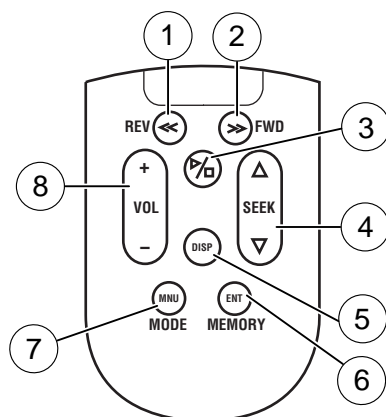 1 2
REV FWD
3
+
8 VOL SEEK
4
–
DISP
5
MNU ENT
7 MODE MEMORY
6